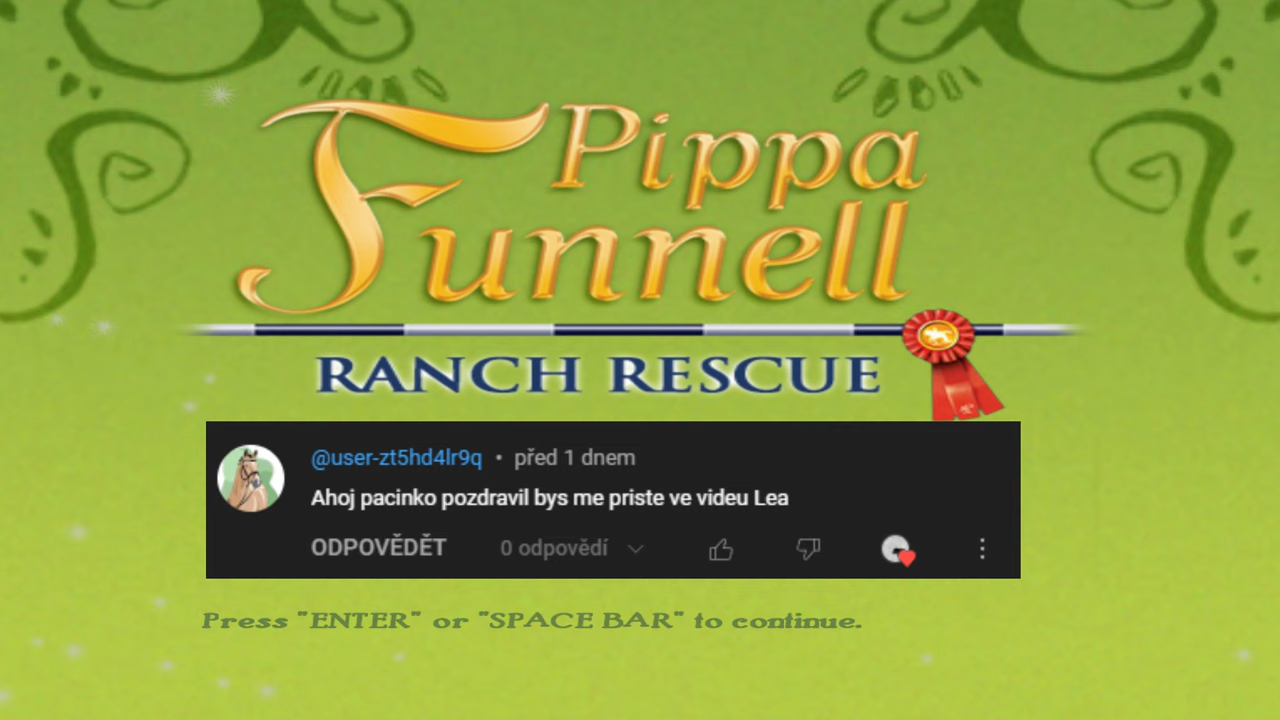 Pippa
Funnell
RANCH RESCUE
@user-zt5hd4lr9q • před 1 dnem
Ahoj pacinko pozdravil bys me priste ve videu Lea
ODPOVĚDĚT 0 odpovědí
Press "ENTER" or "SPACE BAR" to continue.